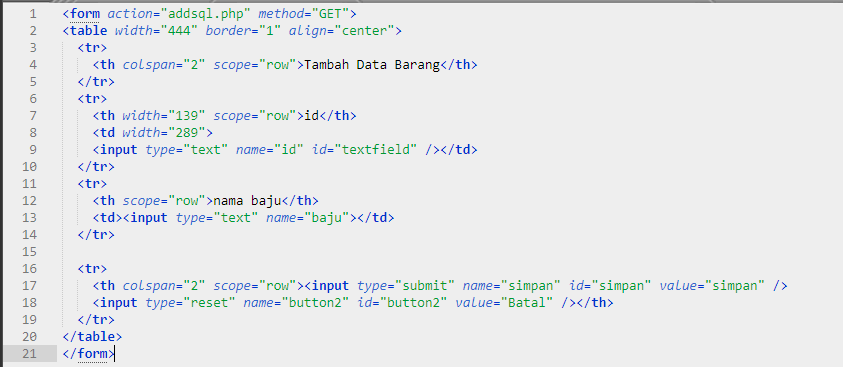 1 <form action="addsql.php" method="GET">
2 <table width="444" border="1" align="center">
3 <tr>
4 <th colspan="2" scope="row">Tambah Data Barang</th>
5 </tr>
6 <tr>
7 <th width="139" scope="row">id</th>
8 <td width="289">
9 <input type="text" name="id" id="textfield" /></td>
10 </tr>
11 <tr>
12 <th scope="row">nama baju</th>
13 <td><input type="text" name="baju"></td>
14 </tr>
15
16 <tr>
17 <th colspan="2" scope="row"><input type="submit" name="simpan" id="simpan" value="simpan" />
18 <input type="reset" name="button2" id="button2" value="Batal" /></th>
19 </tr>
20 </table>
21 </form>